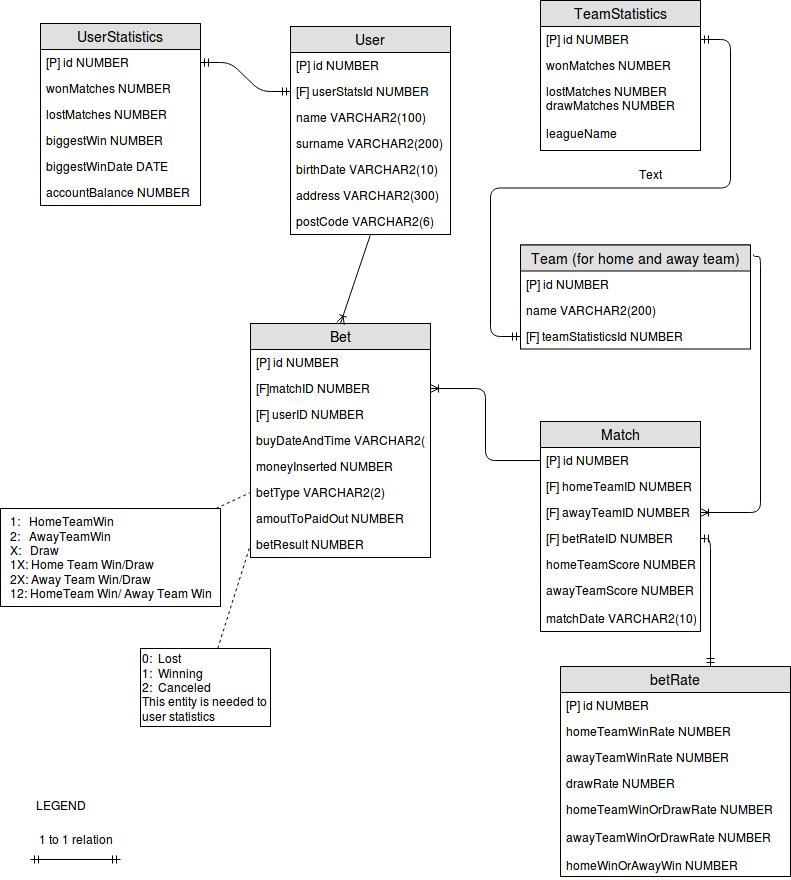 UserStatistics
[P] id NUMBER
wonMatches NUMBER
lostMatches NUMBER
biggestWin NUMBER
biggestWinDate DATE
accountBalance NUMBER
User
[P] id NUMBER
[F] userStatsId NUMBER
name VARCHAR2(100)
surname VARCHAR2(200)
birthDate VARCHAR2(10)
address VARCHAR2(300)
postCode VARCHAR2(6)
TeamStatistics
[P] id NUMBER
wonMatches NUMBER
lostMatches NUMBER
drawMatches NUMBER
leagueName
Text
Team (for home and away team)
[P] id NUMBER
name VARCHAR2(200)
[F] teamStatisticsId NUMBER
Bet
[P] id NUMBER
[F]matchID NUMBER
[F] userID NUMBER
buyDateAndTime VARCHAR2(
moneyInserted NUMBER
betType VARCHAR2(2)
amoutToPaidOut NUMBER
betResult NUMBER
Match
[P] id NUMBER
[F] homeTeamID NUMBER
[F] awayTeamID NUMBER
[F] betRateID NUMBER
homeTeamScore NUMBER
awayTeamScore NUMBER
matchDate VARCHAR2(10)
1: HomeTeamWin
2: AwayTeamWin
X: Draw
1X: Home Team Win/Draw
2X: Away Team Win/Draw
12: HomeTeam Win/ Away Team Win
0: Lost
1: Winning
2: Canceled
This entity is needed to
user statistics
betRate
[P] id NUMBER
homeTeamWinRate NUMBER
awayTeamWinRate NUMBER
drawRate NUMBER
homeTeamWinOrDrawRate NUMBER
awayTeamWinOrDrawRate NUMBER
homeWinOrAwayWin NUMBER
LEGEND
1 to 1 relation